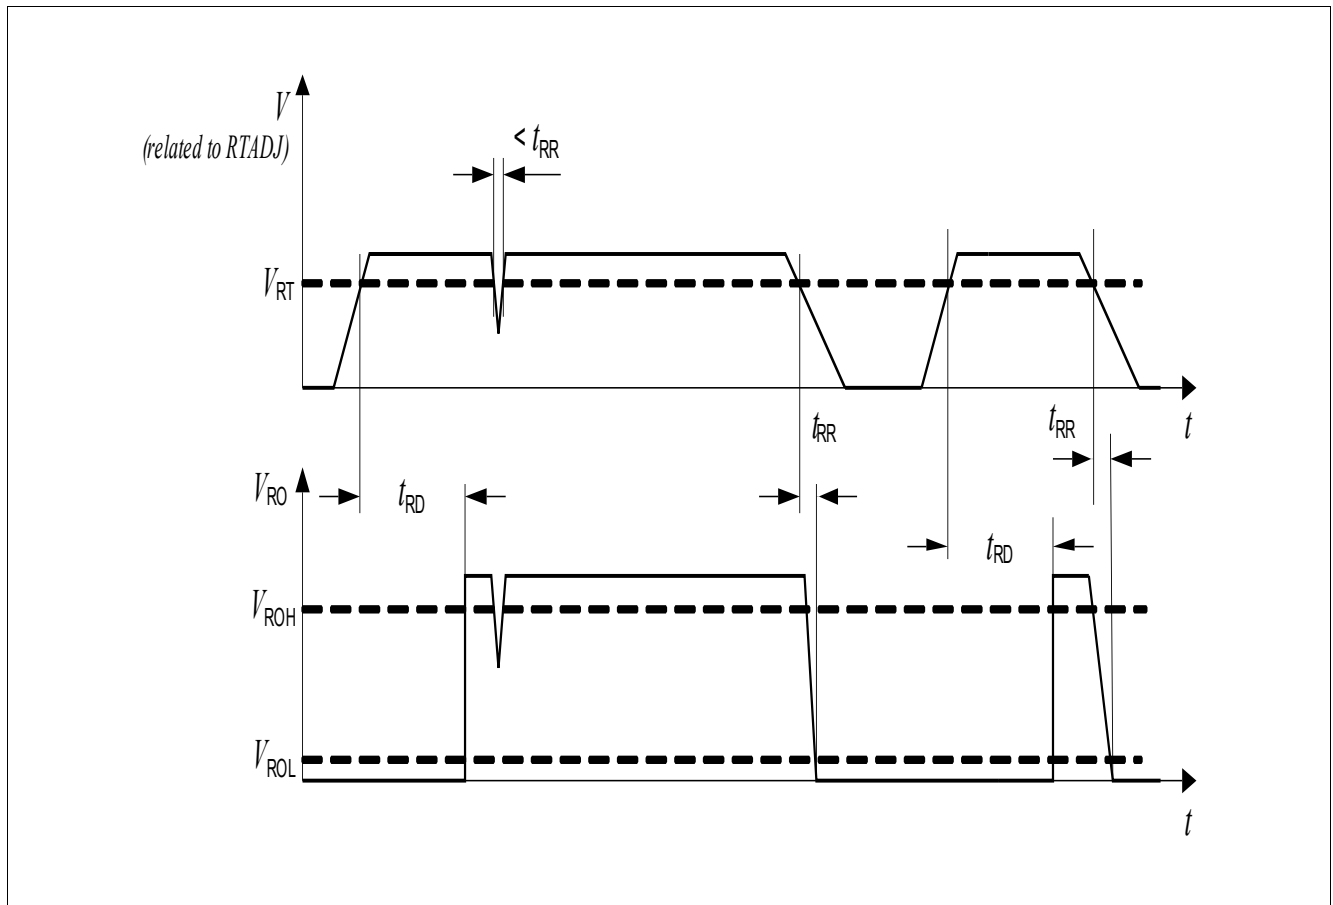 V
(related to RTADJ)
< tRR
VRT
tRR
tRR
t
VRO
tRD
tRD
VROH
VROL
t